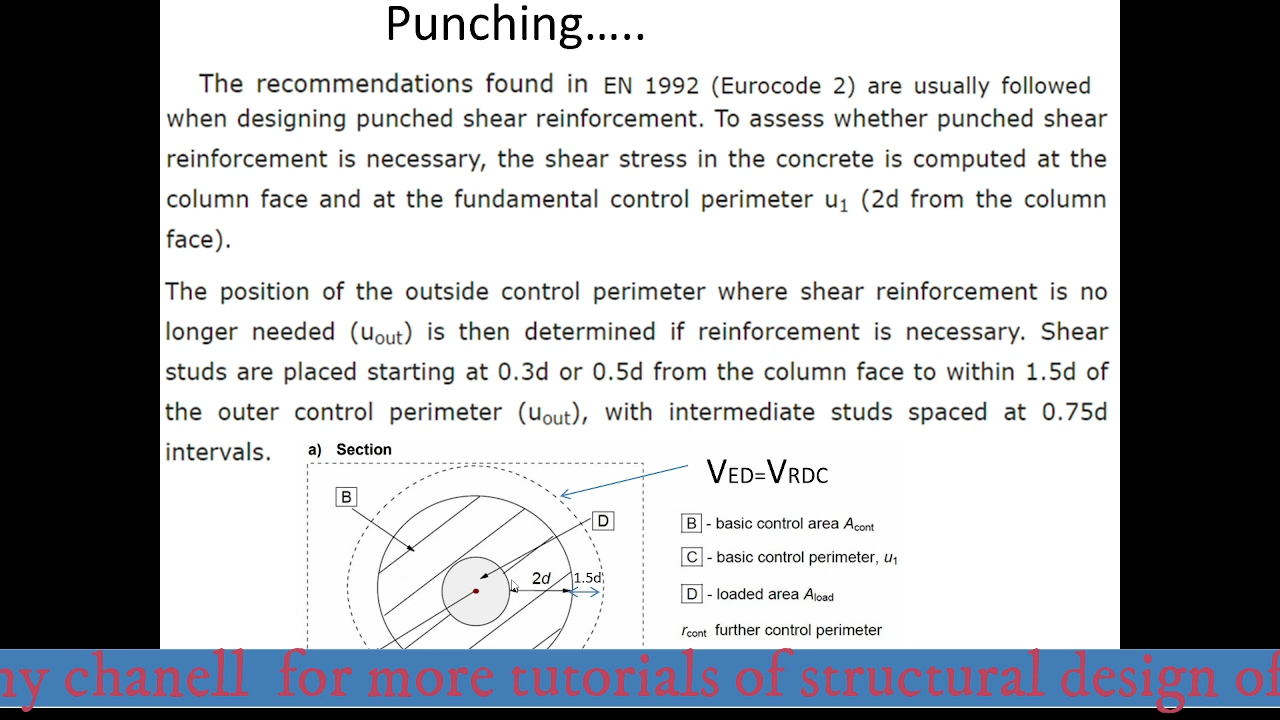 Punching.....
The recommendations found in EN 1992 (Eurocode 2) are usually followed
when designing punched shear reinforcement. To assess whether punched shear
reinforcement is necessary, the shear stress in the concrete is computed at the
column face and at the fundamental control perimeter u1 (2d from the column
face).
The position of the outside control perimeter where shear reinforcement is no
longer needed (uout) is then determined if reinforcement is necessary. Shear
studs are placed starting at 0.3d or 0.5d from the column face to within 1.5d of
the outer control perimeter (uout), with intermediate studs spaced at 0.75d
intervals.
a) Section
VED=VRDC
B
D
2d
1.5d
B - basic control area Acont
C - basic control perimeter, u1
D - loaded area Aload
rcont further control perimeter
chanell for more tutorials of structural design of